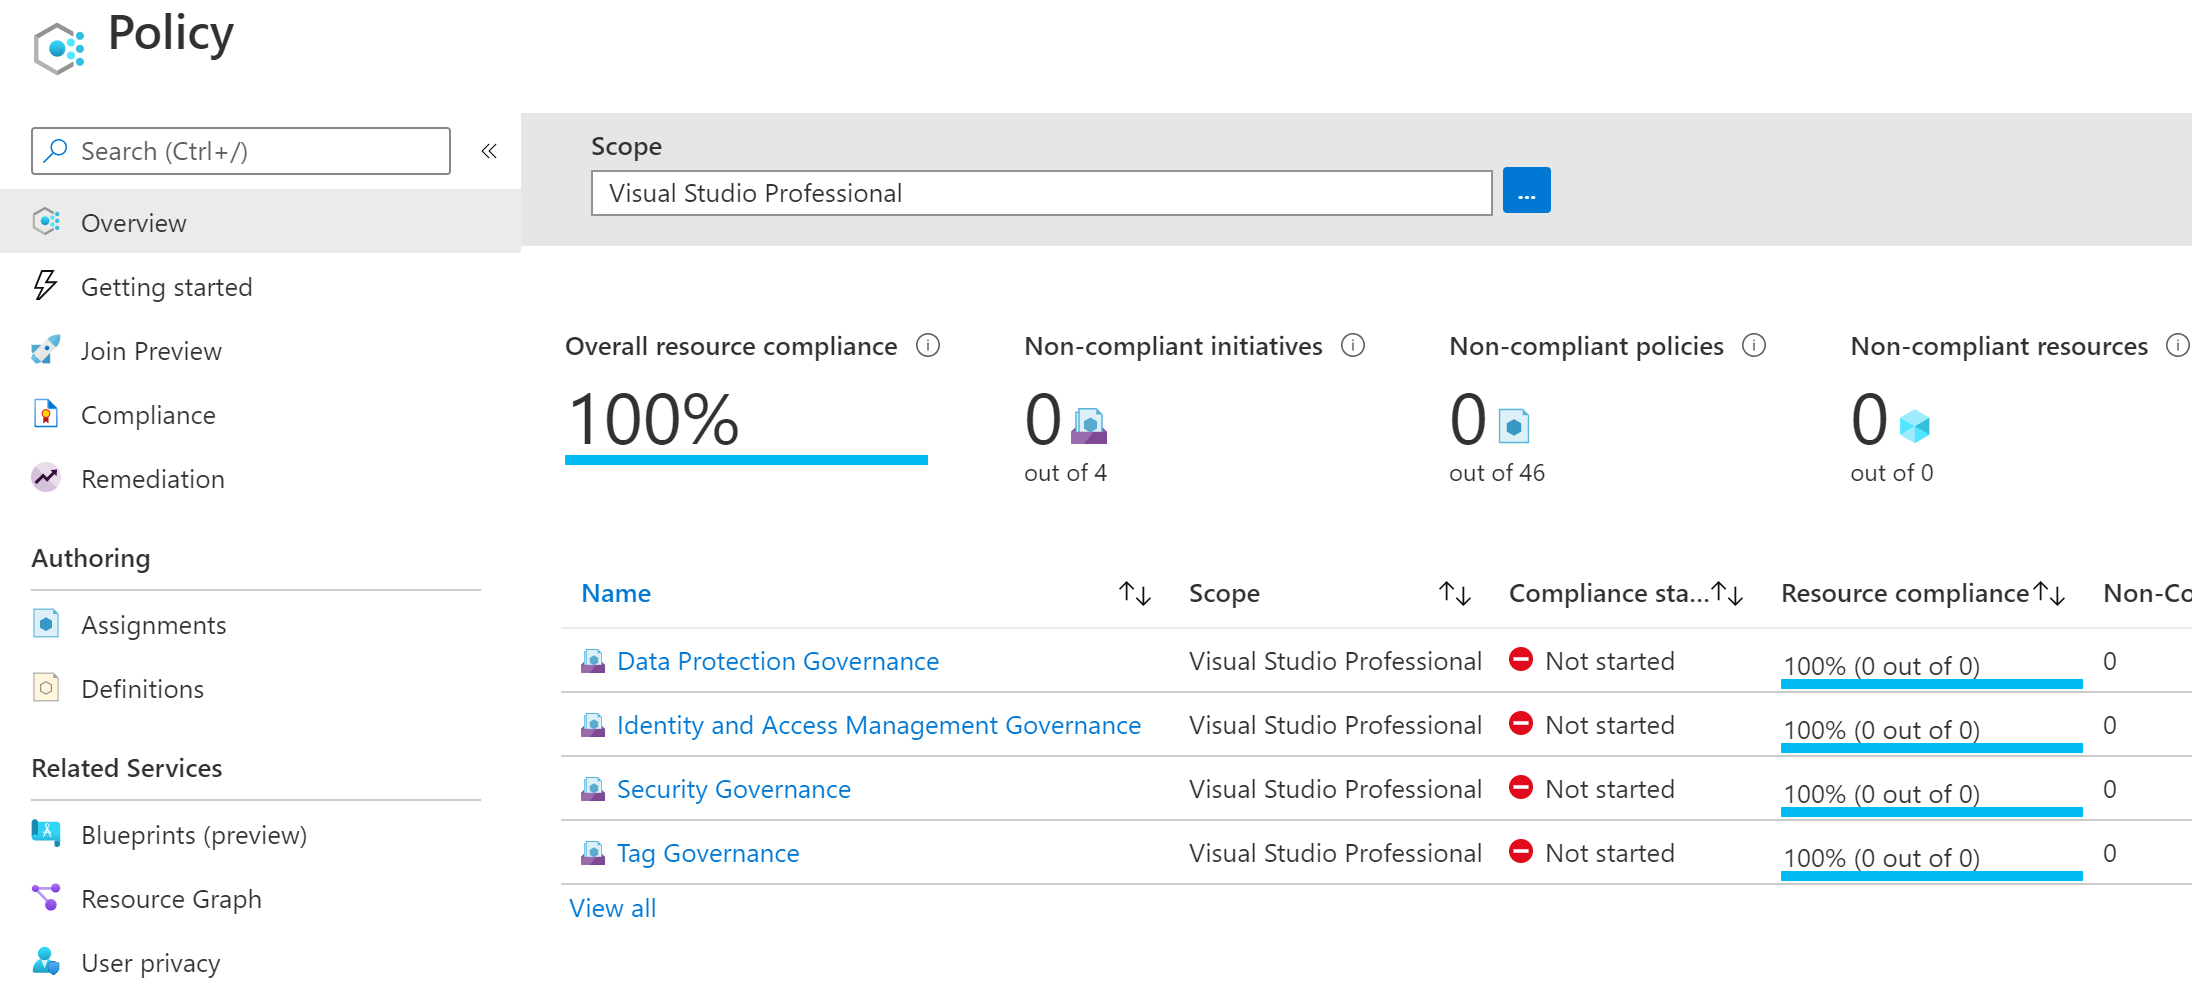 Policy
Search (Ctrl+/)
«
Overview
Getting started
Join Preview
Compliance
Remediation
Authoring
Assignments
Definitions
Related Services
Blueprints (preview)
Resource Graph
User privacy
Scope
Visual Studio Professional
...
Overall resource compliance
100%
Non-compliant initiatives
0
out of 4
Non-compliant policies
0
out of 46
Non-compliant resources
0
out of 0
Name Scope Compliance sta... Resource compliance Non-Co
Data Protection Governance Visual Studio Professional Not started 100% (0 out of 0) 0
Identity and Access Management Governance Visual Studio Professional Not started 100% (0 out of 0) 0
Security Governance Visual Studio Professional Not started 100% (0 out of 0) 0
Tag Governance Visual Studio Professional Not started 100% (0 out of 0) 0
View all